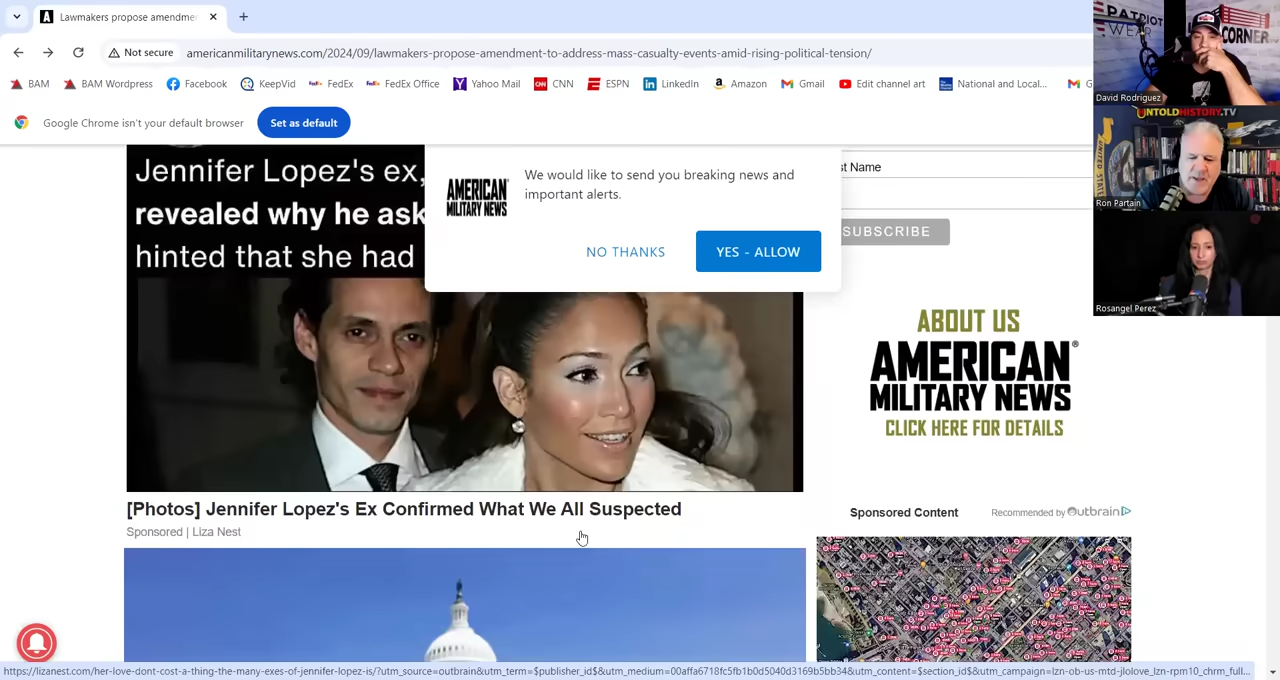 Lawmakers propose amendme
Not secure
americanmilitarynews.com/2024/09/lawmakers-propose-amendment-to-address-mass-casualty-events-amid-rising-political-tension/
BAM
BAM Wordpress
Facebook
KeepVid
FedEx
FedEx Office
Yahoo Mail
CNN
ESPN
LinkedIn
Amazon
Gmail
Edit channel art
National and Local...
G
Google Chrome isn't your default browser
Set as default
PATRIOT
WEAR
CORNER
David Rodriguez
UNTOLDHISTORY.TV
UNITED STATE
Ron Partain
Rosangel Perez
Jennifer Lopez's ex,
revealed why he ask
hinted that she had
AMERICAN
MILITARY NEWS
We would like to send you breaking news and
important alerts.
NO THANKS
YES - ALLOW
st Name
SUBSCRIBE
ABOUT US
AMERICAN®
MILITARY NEWS
CLICK HERE FOR DETAILS
[Photos] Jennifer Lopez's Ex Confirmed What We All Suspected
Sponsored | Liza Nest
Sponsored Content
Recommended by Outbrain
https://lizanest.com/her-love-dont-cost-a-thing-the-many-exes-of-jennifer-lopez-is/?utm_source=outbrain&utm_term=$publisher_id$&utm_medium=00affa6718fc5fb1b0d5040d3169b5bb34&utm_content=$section_id$&utm_campaign=lzn-ob-us-mtd-jlolove_lzn-rpm10_chrm_full...